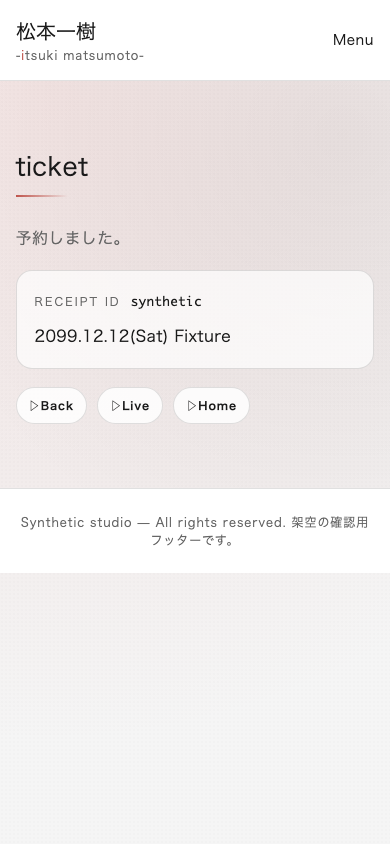 松本一樹
-itsuki matsumoto-
Menu
ticket
予約しました。
RECEIPT ID synthetic
2099.12.12(Sat) Fixture
▷Back ▷Live ▷Home
Synthetic studio — All rights reserved. 架空の確認用
フッターです。